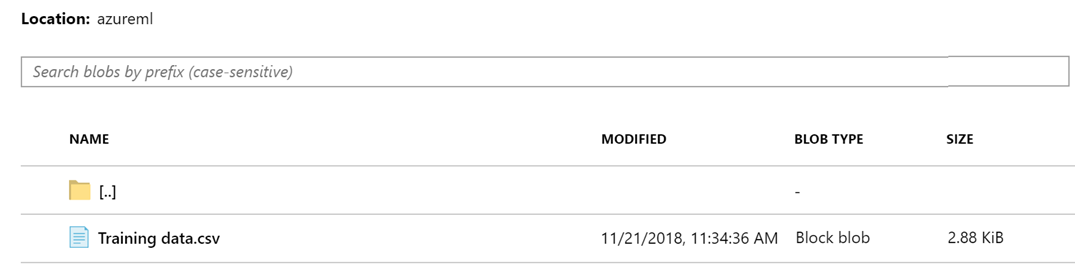 Location: azureml
Search blobs by prefix (case-sensitive)
NAME MODIFIED BLOB TYPE SIZE
[..] -
Training data.csv 11/21/2018, 11:34:36 AM Block blob 2.88 KiB